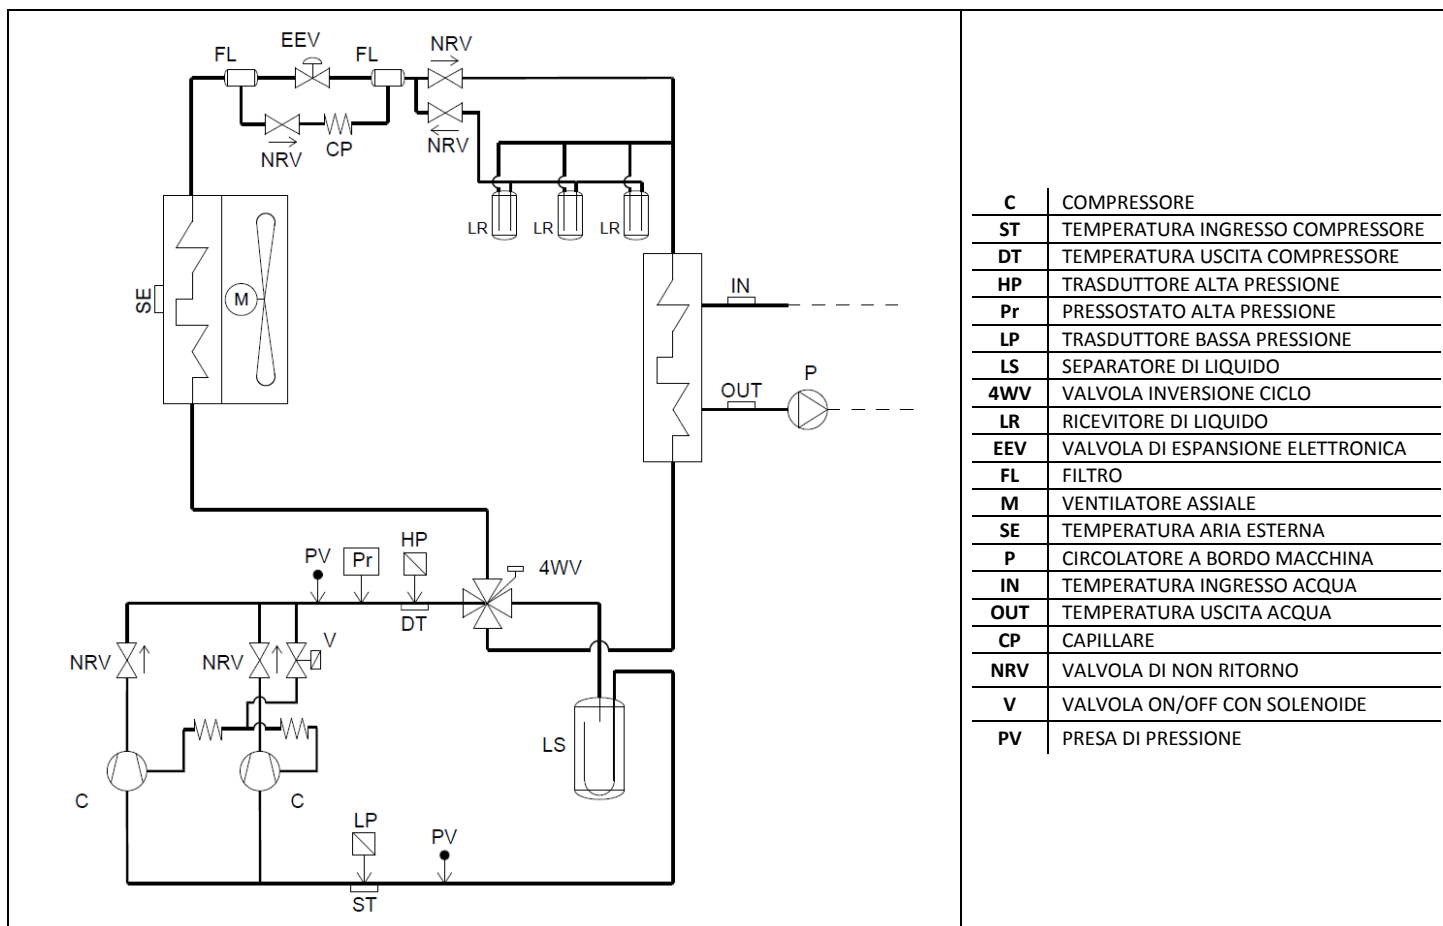 EEV
FL
FL
NRV
NRV
CP
NRV
LR
LR
LR
SE
M
IN
OUT
P
HP
PV
Pr
4WV
DT
V
NRV
NRV
LS
C
C
LP
PV
ST
C COMPRESSORE
ST TEMPERATURA INGRESSO COMPRESSORE
DT TEMPERATURA USCITA COMPRESSORE
HP TRASDUTTORE ALTA PRESSIONE
Pr PRESSOSTATO ALTA PRESSIONE
LP TRASDUTTORE BASSA PRESSIONE
LS SEPARATORE DI LIQUIDO
4WV VALVOLA INVERSIONE CICLO
LR RICEVITORE DI LIQUIDO
EEV VALVOLA DI ESPANSIONE ELETTRONICA
FL FILTRO
M VENTILATORE ASSIALE
SE TEMPERATURA ARIA ESTERNA
P CIRCOLATORE A BORDO MACCHINA
IN TEMPERATURA INGRESSO ACQUA
OUT TEMPERATURA USCITA ACQUA
CP CAPILLARE
NRV VALVOLA DI NON RITORNO
V VALVOLA ON/OFF CON SOLENOIDE
PV PRESA DI PRESSIONE